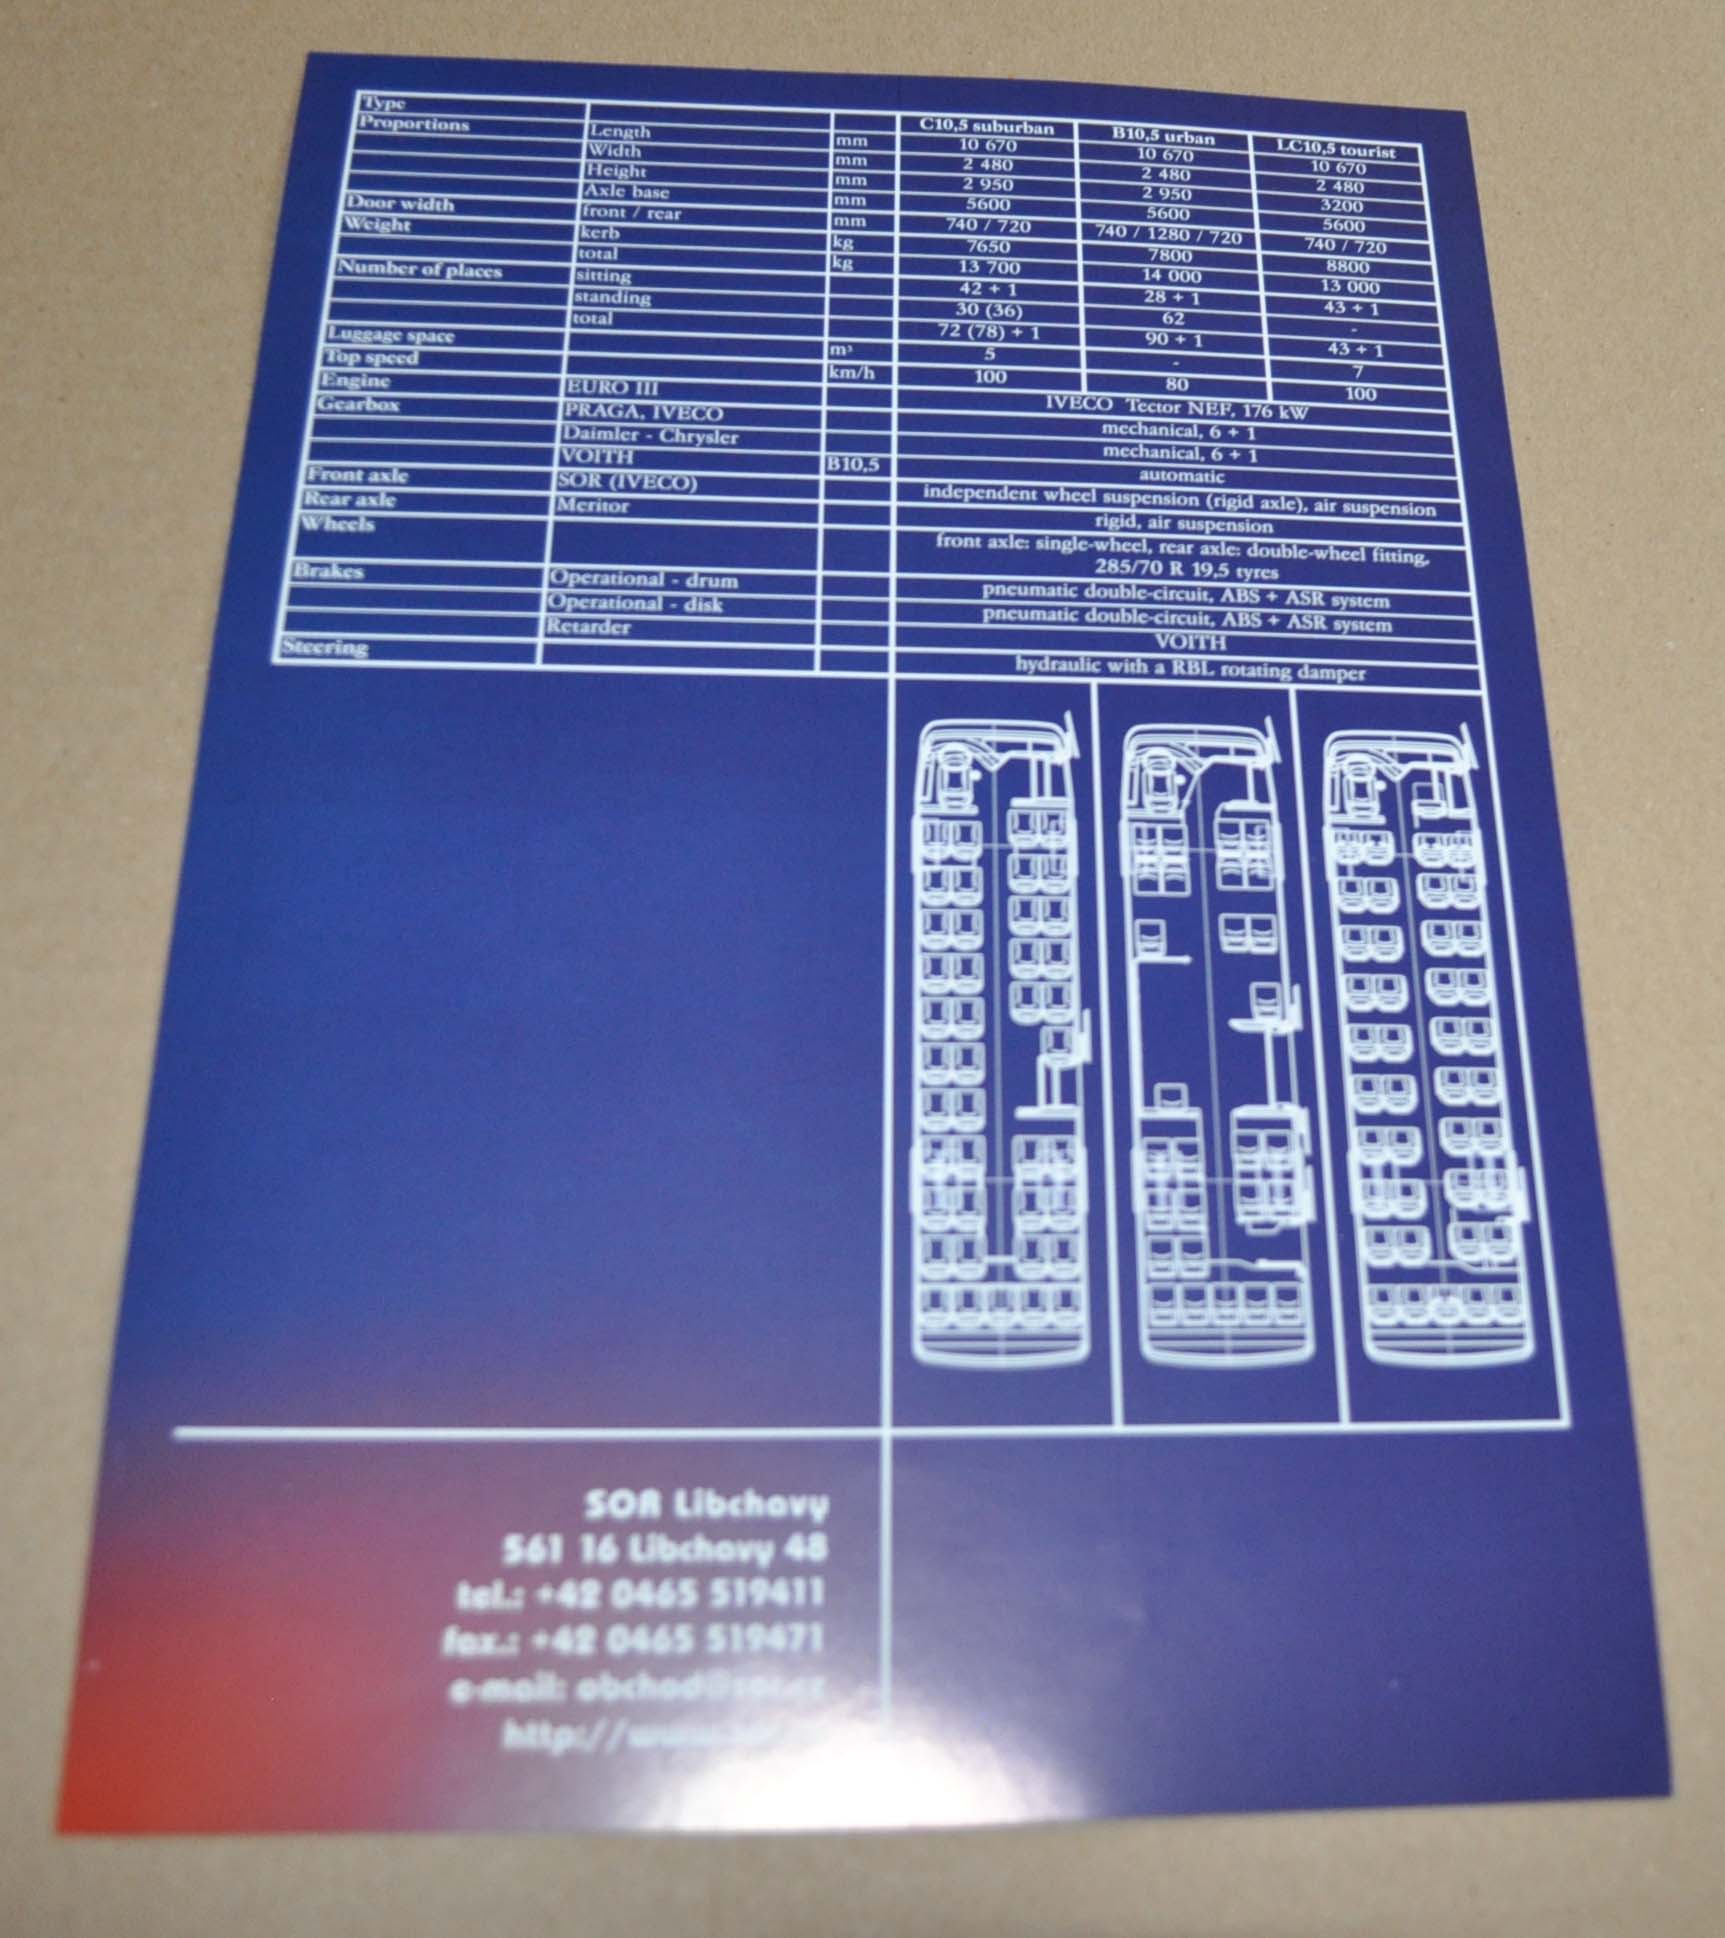 Type C10,5 suburban B10,5 urban LC10,5 tourist
Proportions Length mm 10 670 10 670 10 670
Width mm 2 480 2 480 2 480
Height mm 2 950 2 950 3200
Axle base mm 5600 5600 5600
Door width front / rear mm 740 / 720 740 / 1280 / 720 740 / 720
Weight kerb kg 7650 7800 8800
total kg 13 700 14 000 13 000
Number of places sitting 42 + 1 28 + 1 43 + 1
standing 30 (36) 62 -
total 72 (78) + 1 90 + 1 43 + 1
Luggage space m³ 5 - 7
Top speed km/h 100 80 100
Engine EURO III IVECO Tector NEF, 176 kW
Gearbox PRAGA, IVECO mechanical, 6 + 1
Daimler - Chrysler mechanical, 6 + 1
VOITH B10,5 automatic
Front axle SOR (IVECO) independent wheel suspension (rigid axle), air suspension
Rear axle Meritor rigid, air suspension
Wheels front axle: single-wheel, rear axle: double-wheel fitting,
285/70 R 19,5 tyres
Brakes Operational - drum pneumatic double-circuit, ABS + ASR system
Operational - disk pneumatic double-circuit, ABS + ASR system
Retarder VOITH
Steering hydraulic with a RBL rotating damper
SOR Libchavy
561 16 Libchavy 48
tel.: +42 0465 519411
fax.: +42 0465 519471
e-mail: obchod@sor.cz